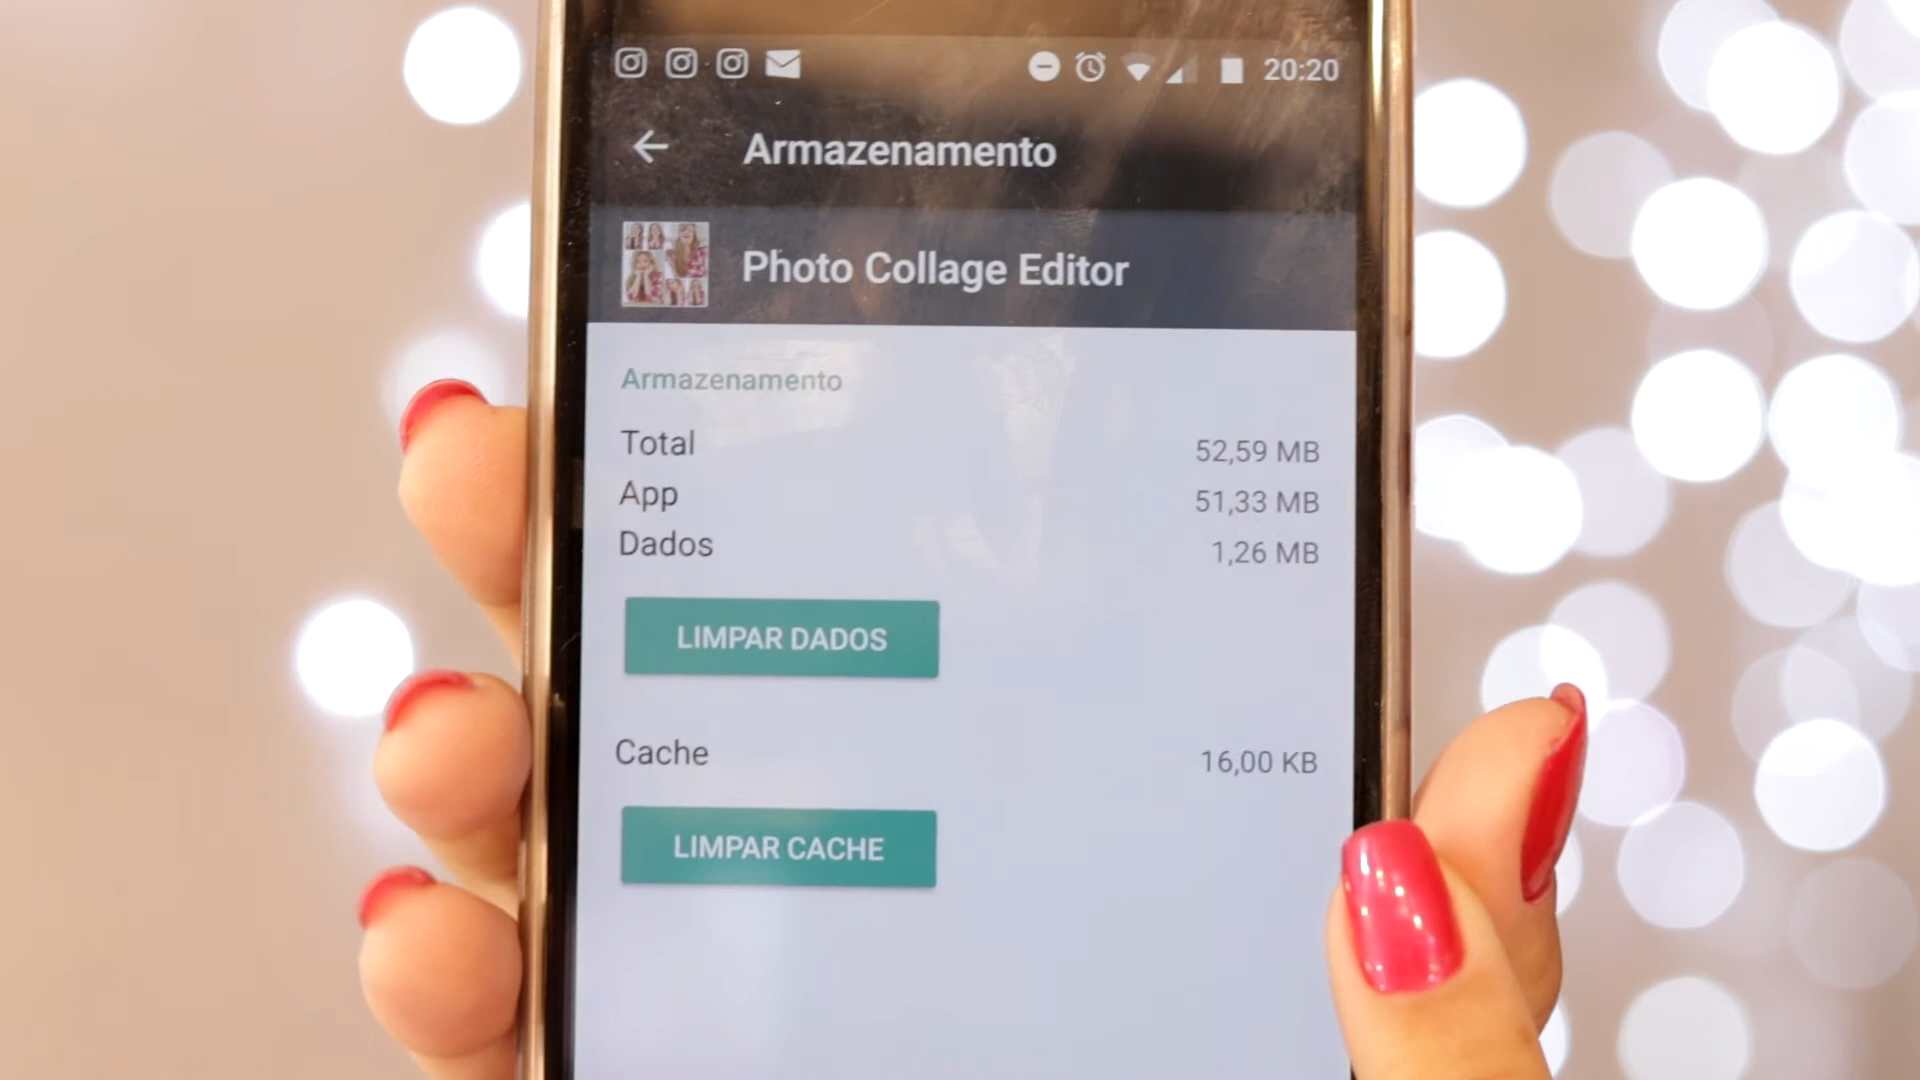 20:20
Armazenamento
Photo Collage Editor
Armazenamento
Total 52,59 MB
App 51,33 MB
Dados 1,26 MB
LIMPAR DADOS
Cache 16,00 KB
LIMPAR CACHE